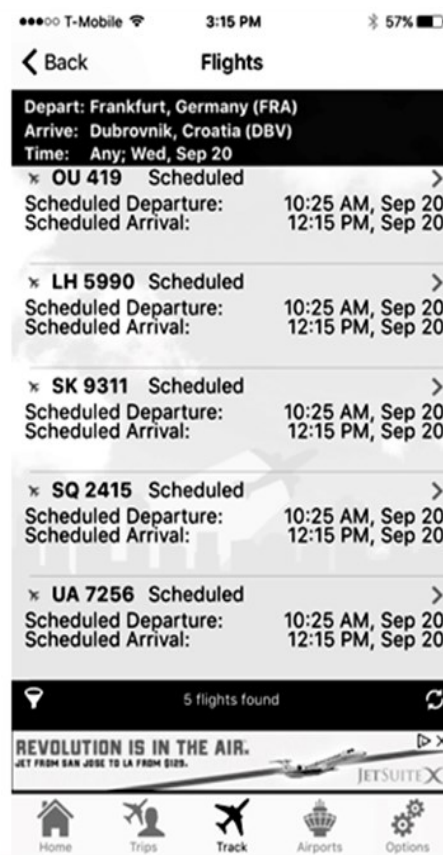 T-Mobile 3:15 PM 57%
Back Flights
Depart: Frankfurt, Germany (FRA)
Arrive: Dubrovnik, Croatia (DBV)
Time: Any; Wed, Sep 20
OU 419 Scheduled
Scheduled Departure: 10:25 AM, Sep 20
Scheduled Arrival: 12:15 PM, Sep 20
LH 5990 Scheduled
Scheduled Departure: 10:25 AM, Sep 20
Scheduled Arrival: 12:15 PM, Sep 20
SK 9311 Scheduled
Scheduled Departure: 10:25 AM, Sep 20
Scheduled Arrival: 12:15 PM, Sep 20
SQ 2415 Scheduled
Scheduled Departure: 10:25 AM, Sep 20
Scheduled Arrival: 12:15 PM, Sep 20
UA 7256 Scheduled
Scheduled Departure: 10:25 AM, Sep 20
Scheduled Arrival: 12:15 PM, Sep 20
5 flights found
REVOLUTION IS IN THE AIR.
JET FROM SAN JOSE TO LA FROM $129.
JETSUITEX
Home Trips Track Airports Options